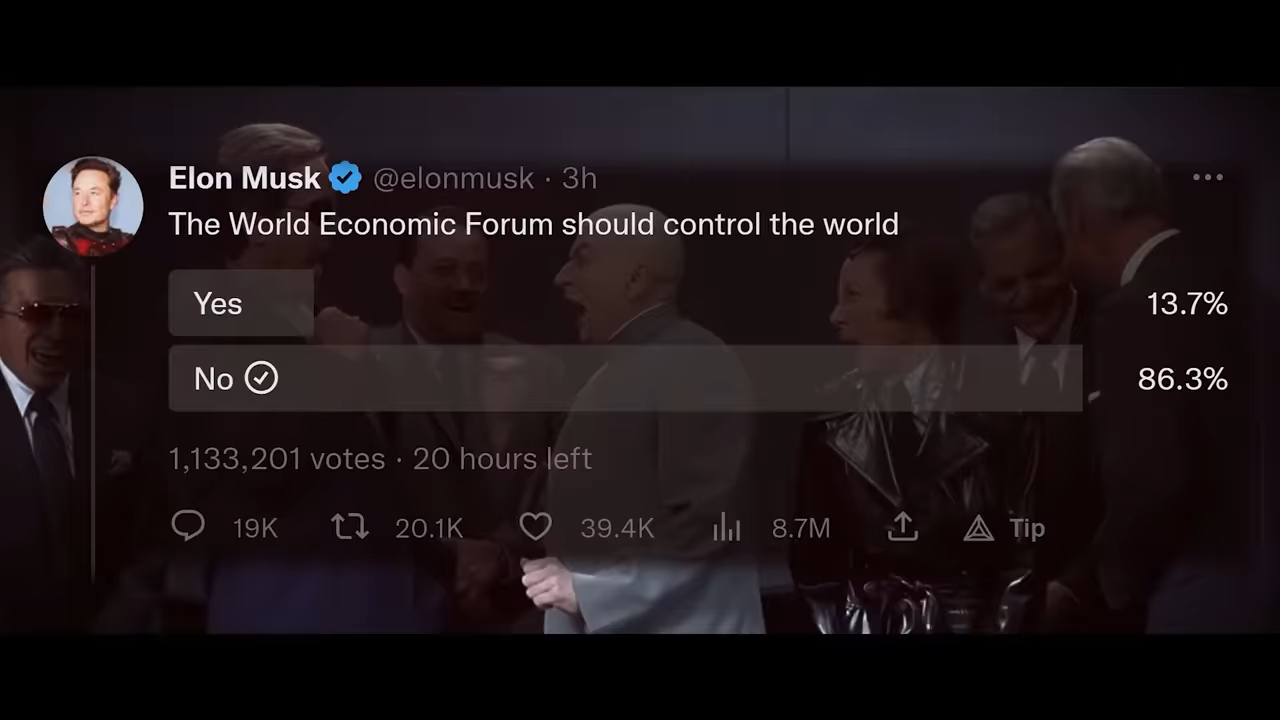 Elon Musk @elonmusk · 3h
The World Economic Forum should control the world
Yes 13.7%
No 86.3%
1,133,201 votes · 20 hours left
19K 20.1K 39.4K 8.7M Tip